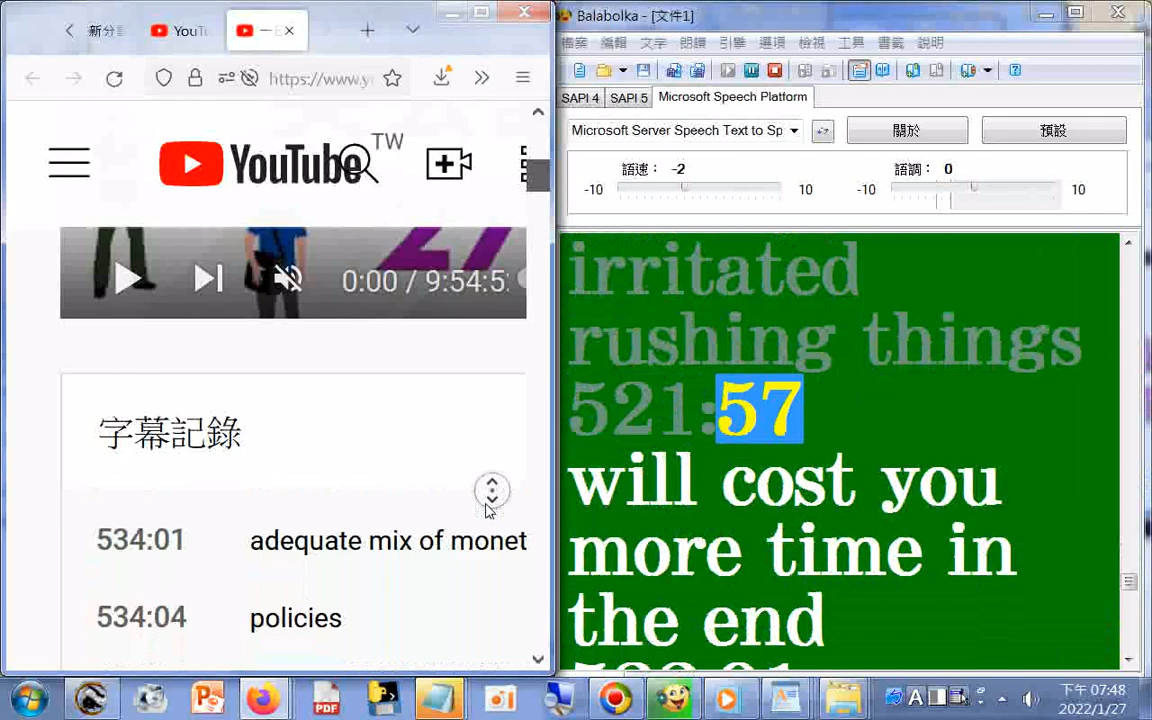 新分
YouT
一 E
https://www.y
YouTube
TW
0:00 / 9:54:5
字幕記錄
534:01 adequate mix of monet
534:04 policies
Balabolka - [文件1]
檔案 編輯 文字 朗讀 引擎 選項 檢視 工具 書籤 說明
SAPI 4 SAPI 5 Microsoft Speech Platform
Microsoft Server Speech Text to Sp
關於
預設
語速： -2
語調： 0
-10 10 -10 10
irritated
rushing things
521:57
will cost you
more time in
the end
PDF
A
下午 07:48
2022/1/27